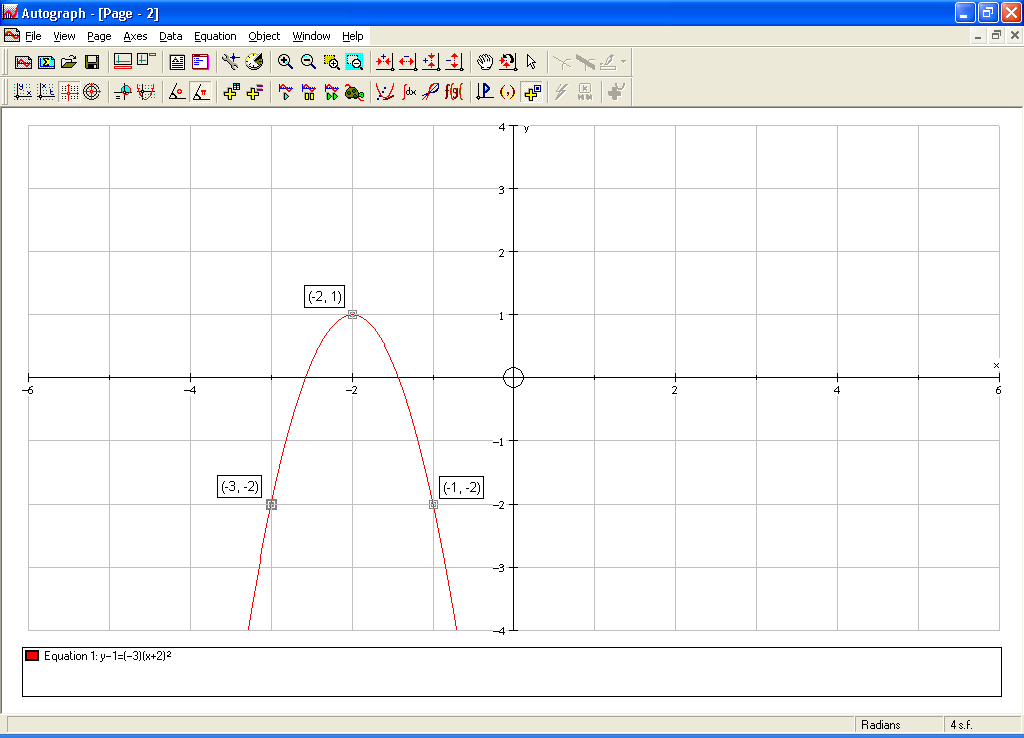 Autograph - [Page - 2]
File View Page Axes Data Equation Object Window Help
4 y
3
2
(-2, 1)
1
x
-6 -4 -2 2 4 6
-1
(-3, -2) (-1, -2)
-2
-3
-4
Equation 1: y-1=(-3)(x+2)²
Radians 4 s.f.